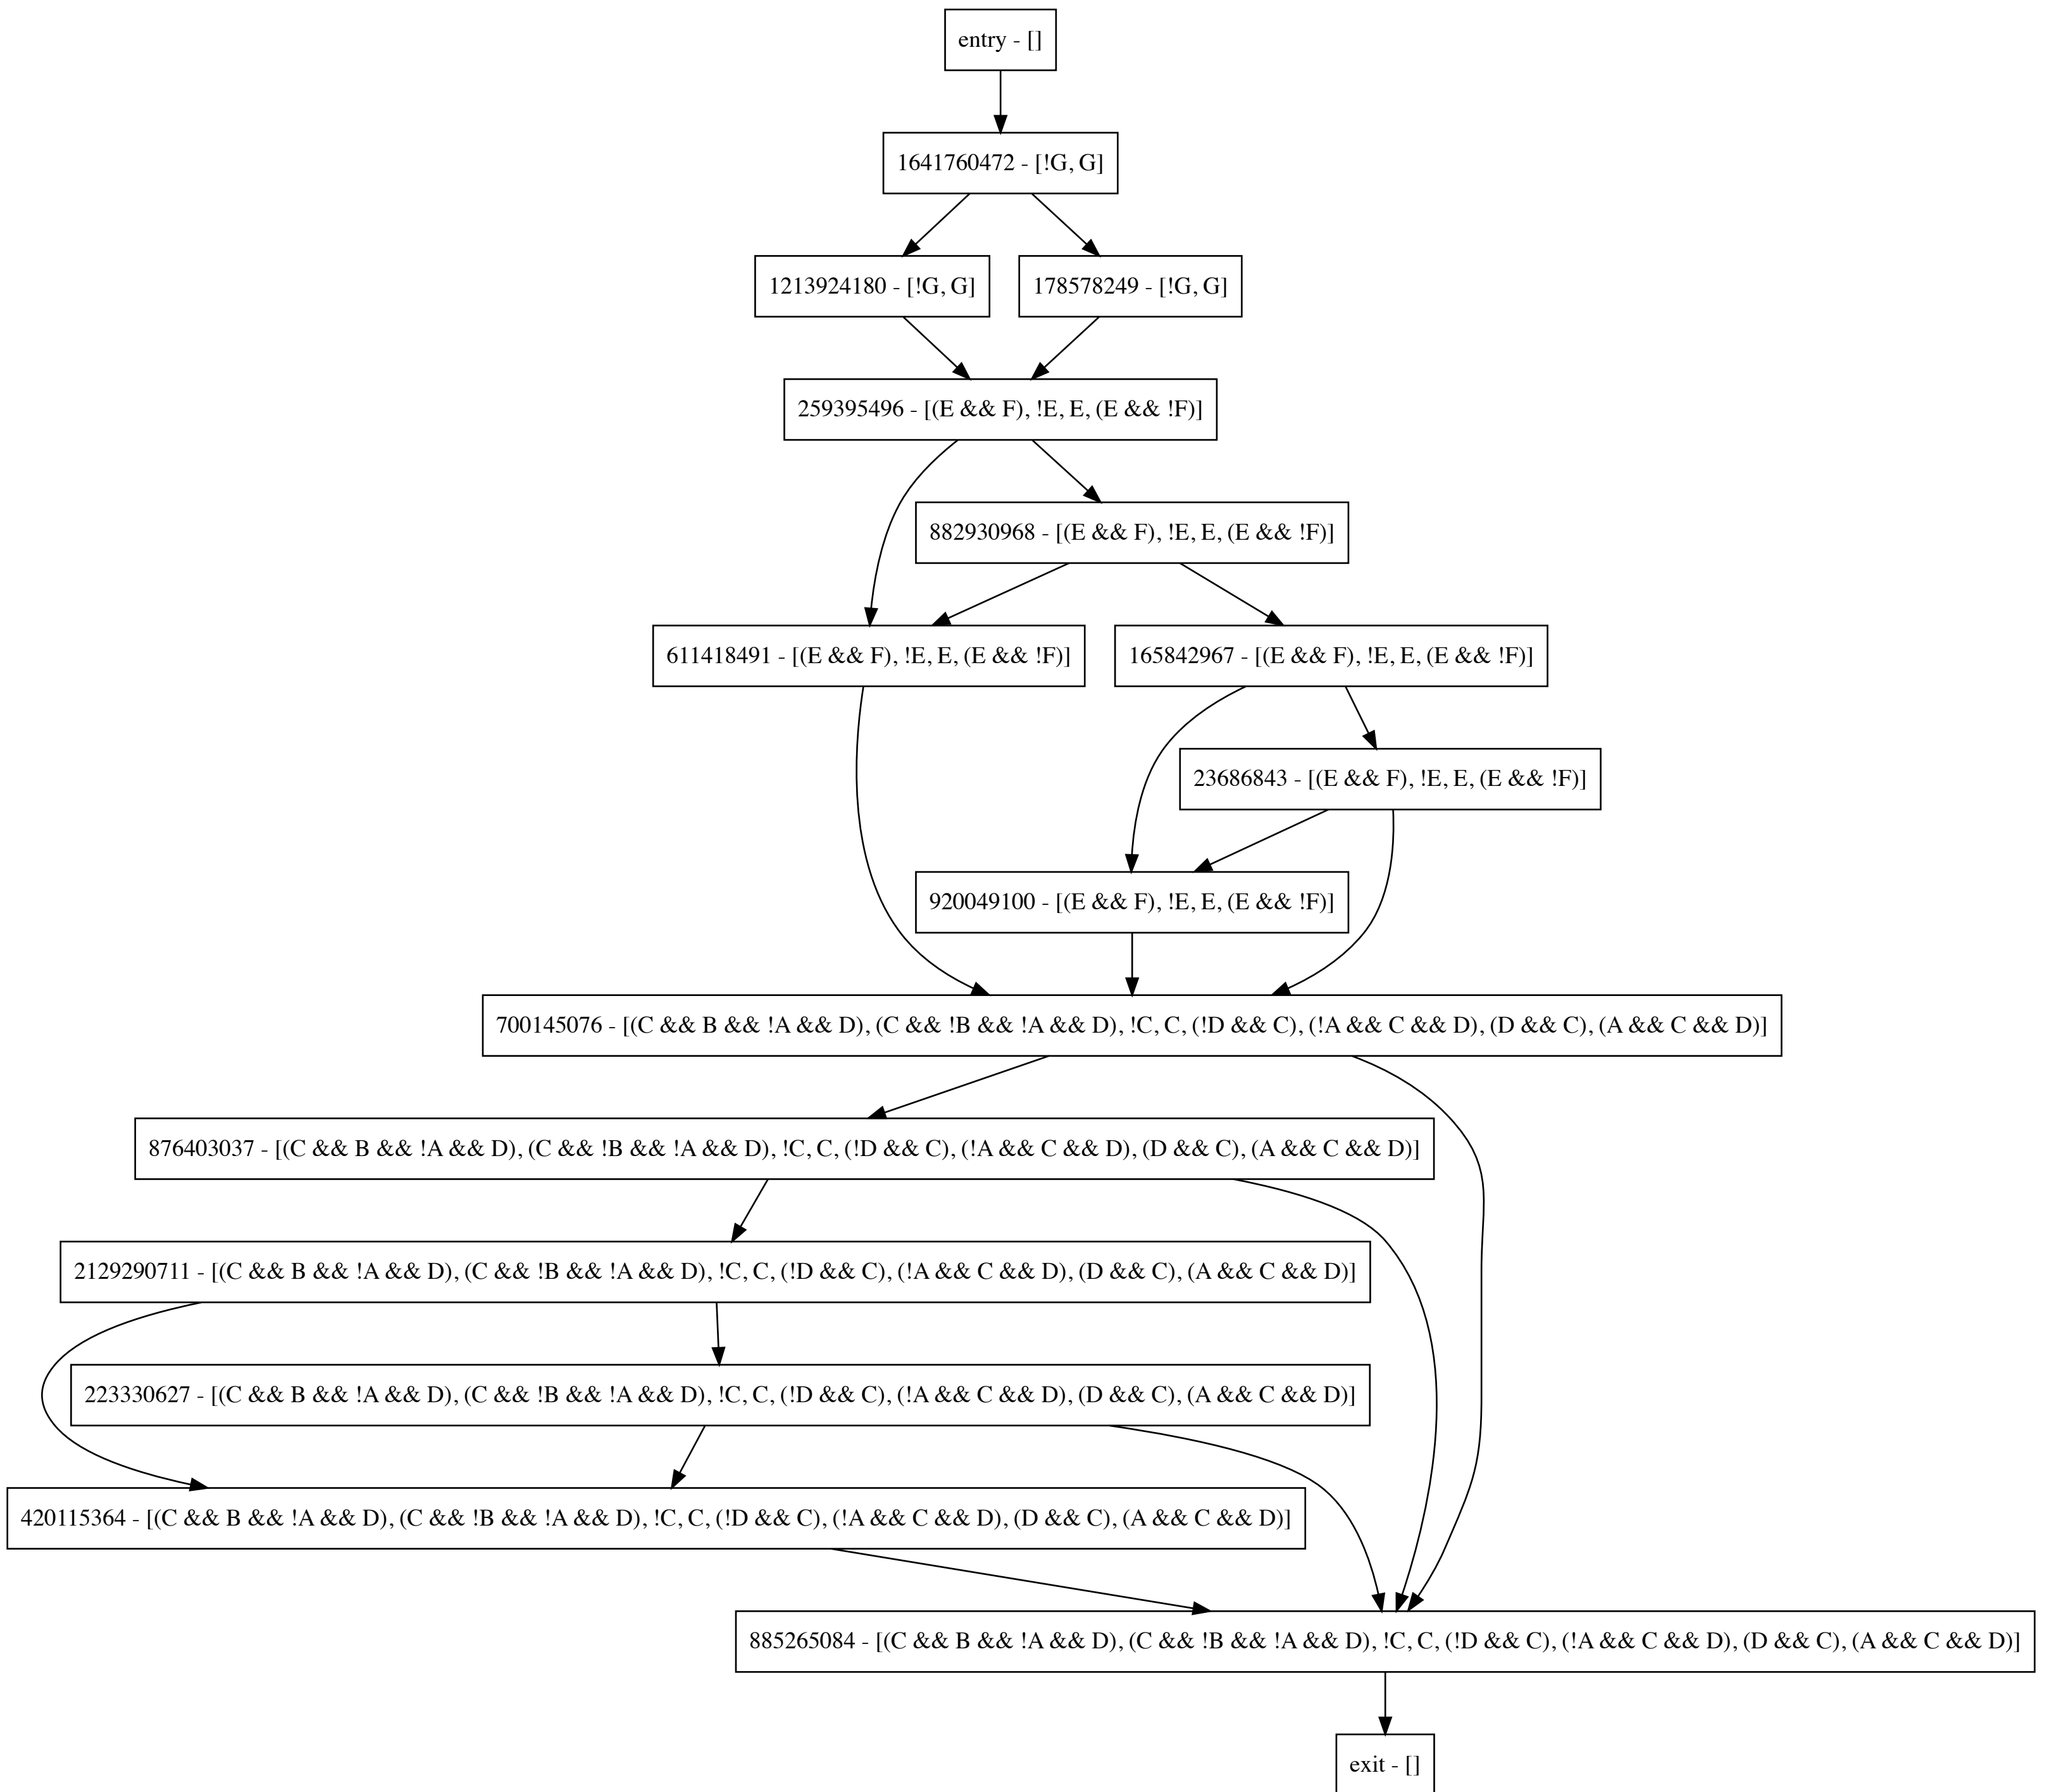 entry - []
1641760472 - [!G, G]
1213924180 - [!G, G]
178578249 - [!G, G]
259395496 - [(E && F), !E, E, (E && !F)]
882930968 - [(E && F), !E, E, (E && !F)]
611418491 - [(E && F), !E, E, (E && !F)]
165842967 - [(E && F), !E, E, (E && !F)]
23686843 - [(E && F), !E, E, (E && !F)]
920049100 - [(E && F), !E, E, (E && !F)]
700145076 - [(C && B && !A && D), (C && !B && !A && D), !C, C, (!D && C), (!A && C && D), (D && C), (A && C && D)]
876403037 - [(C && B && !A && D), (C && !B && !A && D), !C, C, (!D && C), (!A && C && D), (D && C), (A && C && D)]
2129290711 - [(C && B && !A && D), (C && !B && !A && D), !C, C, (!D && C), (!A && C && D), (D && C), (A && C && D)]
223330627 - [(C && B && !A && D), (C && !B && !A && D), !C, C, (!D && C), (!A && C && D), (D && C), (A && C && D)]
420115364 - [(C && B && !A && D), (C && !B && !A && D), !C, C, (!D && C), (!A && C && D), (D && C), (A && C && D)]
885265084 - [(C && B && !A && D), (C && !B && !A && D), !C, C, (!D && C), (!A && C && D), (D && C), (A && C && D)]
exit - []